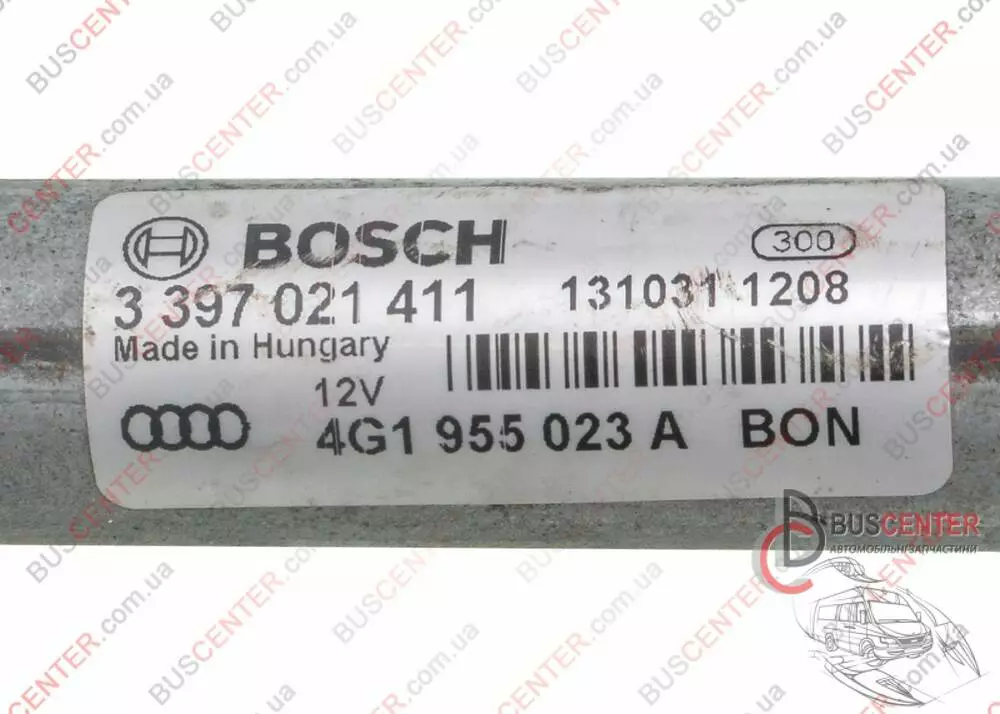 BOSCH 300
3 397 021 411 131031 1208
Made in Hungary
12V
4G1 955 023 A BON
BUSCENTER
АВТОМОБІЛЬНІ ЗАПЧАСТИНИ
BUSCENTER.com.ua